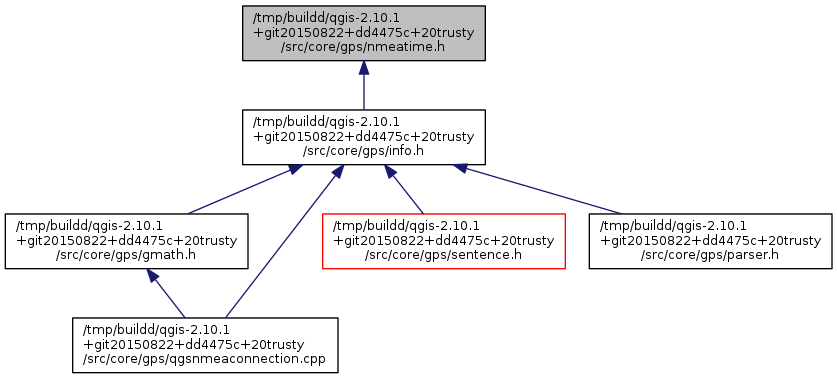 /tmp/buildd/qgis-2.10.1
+git20150822+dd4475c+20trusty
/src/core/gps/nmeatime.h
/tmp/buildd/qgis-2.10.1
+git20150822+dd4475c+20trusty
/src/core/gps/info.h
/tmp/buildd/qgis-2.10.1
+git20150822+dd4475c+20trusty
/src/core/gps/gmath.h
/tmp/buildd/qgis-2.10.1
+git20150822+dd4475c+20trusty
/src/core/gps/sentence.h
/tmp/buildd/qgis-2.10.1
+git20150822+dd4475c+20trusty
/src/core/gps/parser.h
/tmp/buildd/qgis-2.10.1
+git20150822+dd4475c+20trusty
/src/core/gps/qgsnmeaconnection.cpp